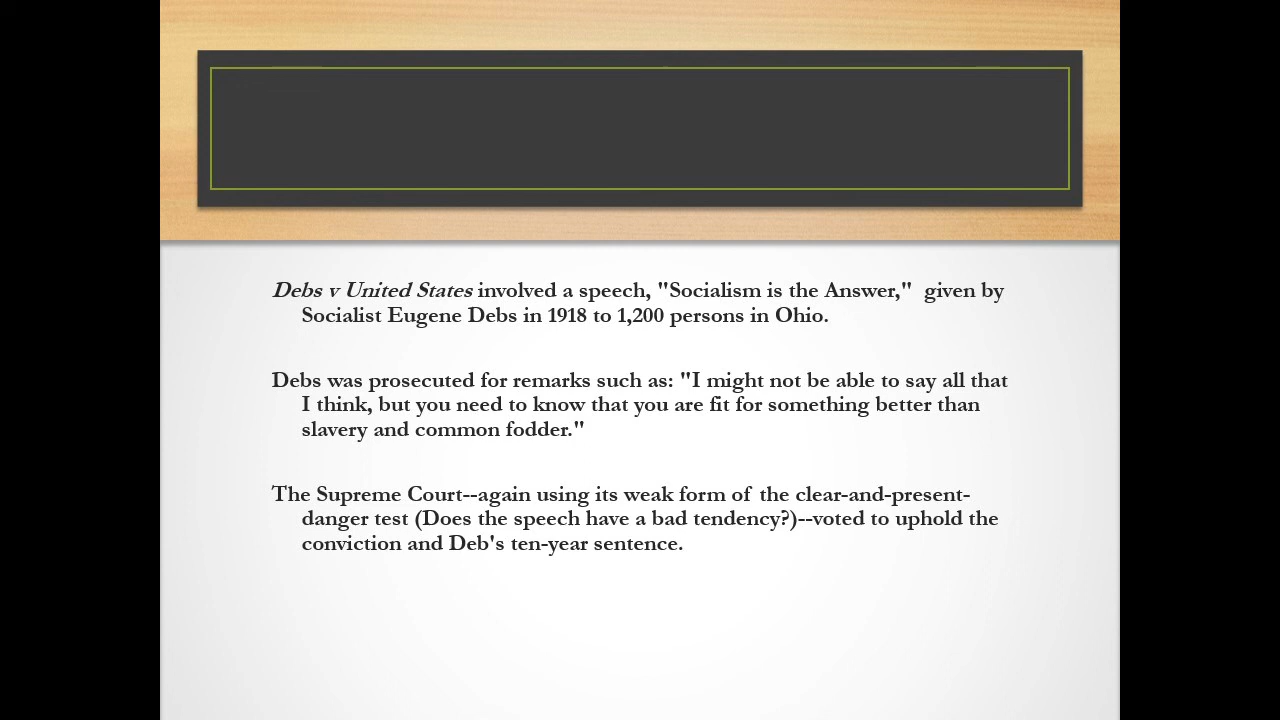 Debs v United States involved a speech, "Socialism is the Answer,"  given by
Socialist Eugene Debs in 1918 to 1,200 persons in Ohio.
Debs was prosecuted for remarks such as: "I might not be able to say all that
I think, but you need to know that you are fit for something better than
slavery and common fodder."
The Supreme Court--again using its weak form of the clear-and-present-
danger test (Does the speech have a bad tendency?)--voted to uphold the
conviction and Deb's ten-year sentence.